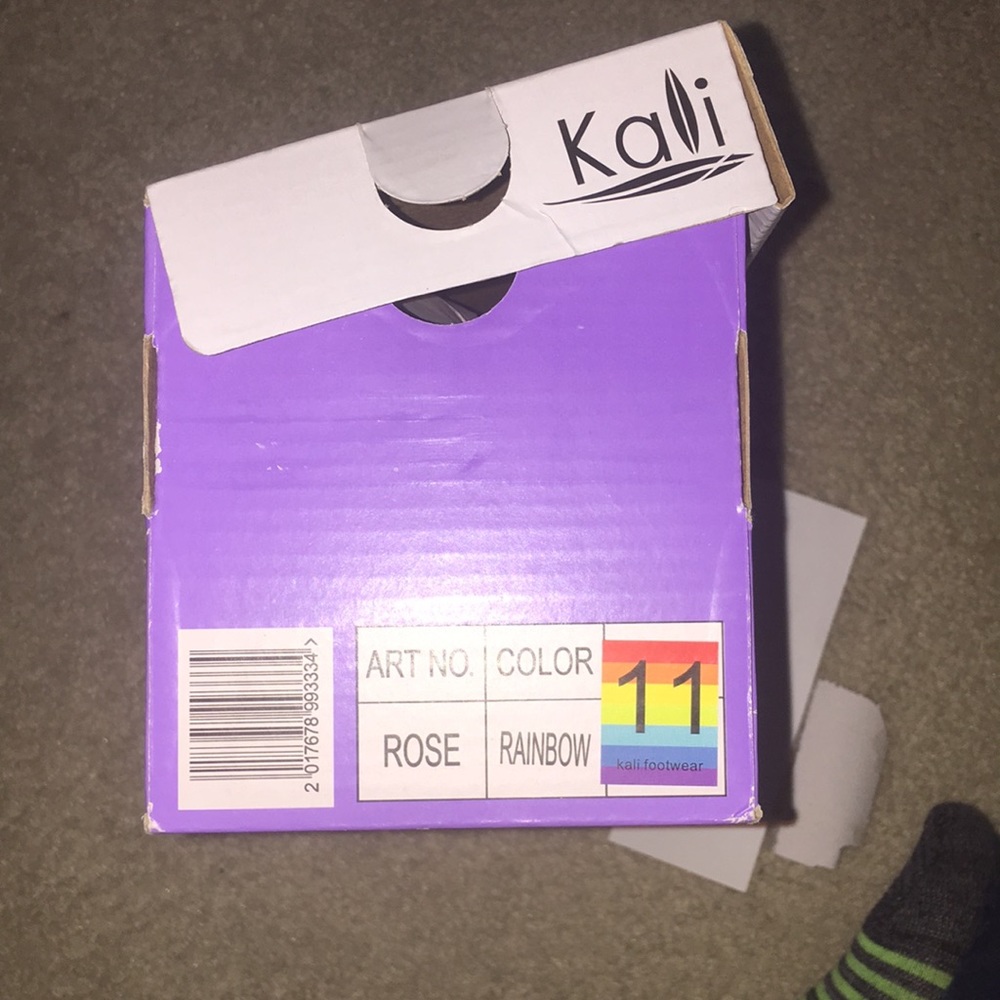 Kali
2 017678 993334 >
ART NO. COLOR
11
ROSE RAINBOW
kali footwear